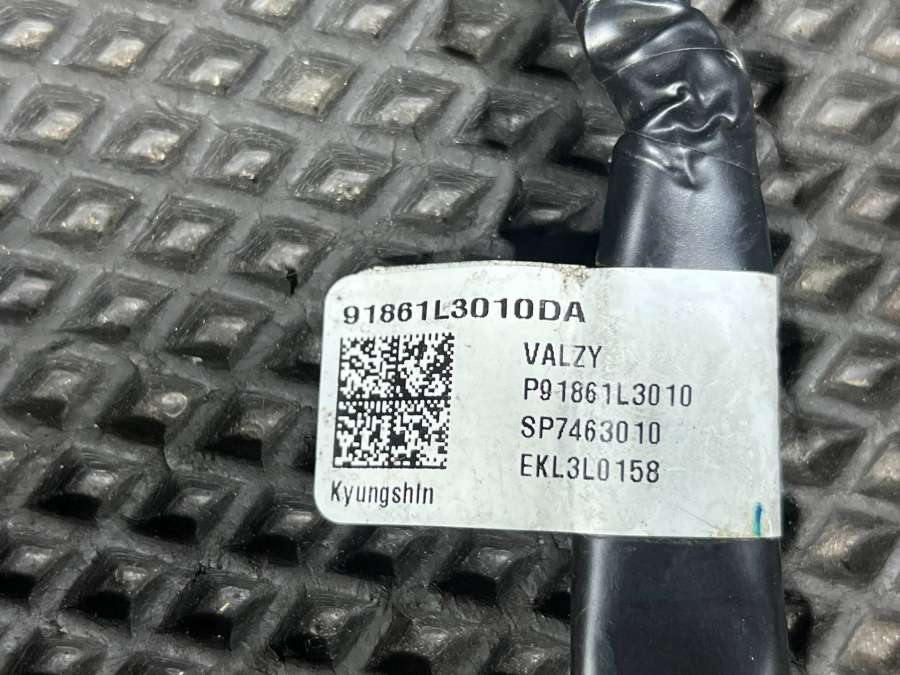 91861L3010DA
VALZY
P91861L3010
SP7463010
EKL3L0158
KyungshIn